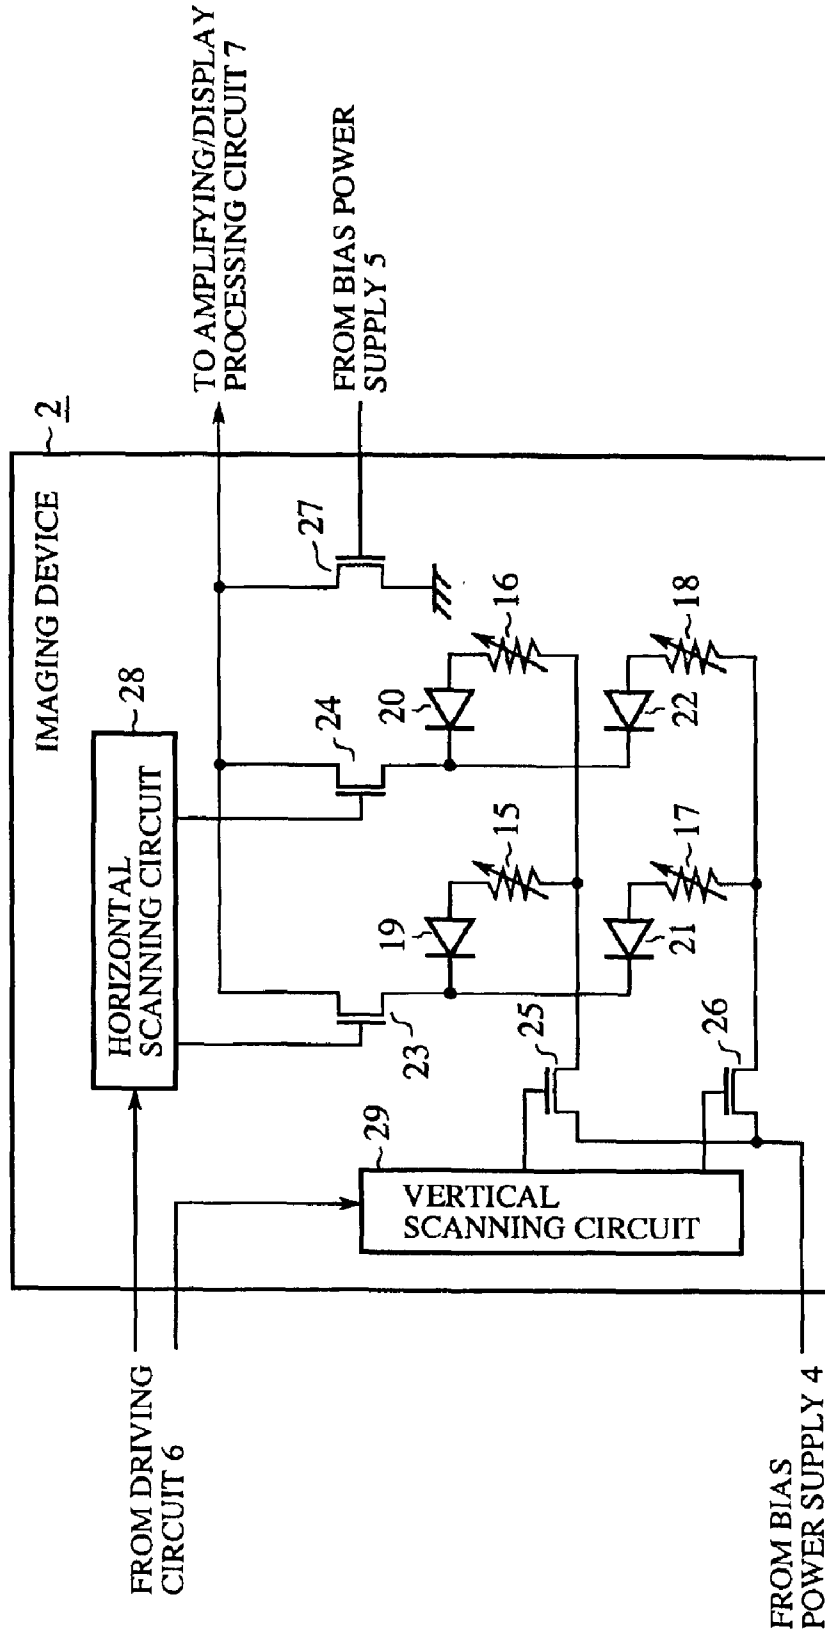 TO AMPLIFYING/DISPLAY
PROCESSING CIRCUIT 7
FROM BIAS POWER
SUPPLY 5
2
IMAGING DEVICE
28
HORIZONTAL
SCANNING CIRCUIT
27
24
23
20
16
19
15
22
18
21
17
25
26
29
VERTICAL
SCANNING CIRCUIT
FROM DRIVING
CIRCUIT 6
FROM BIAS
POWER SUPPLY 4